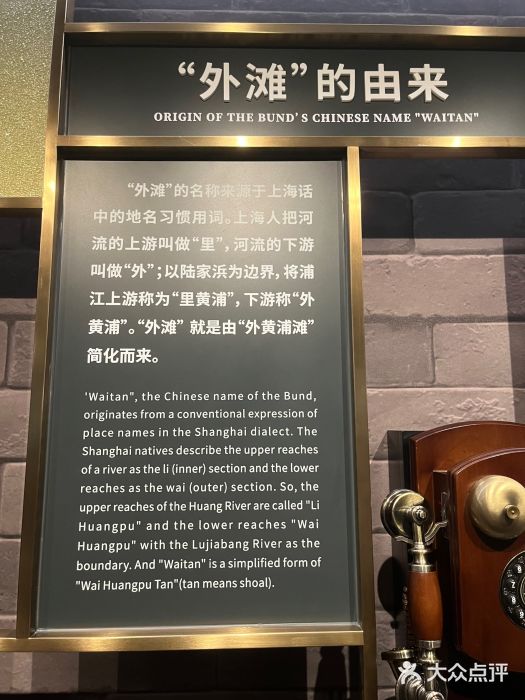 “外滩”的由来
ORIGIN OF THE BUND'S CHINESE NAME "WAITAN"
“外滩”的名称来源于上海话
中的地名习惯用词。上海人把河
流的上游叫做“里”，河流的下游
叫做“外”；以陆家浜为边界，将浦
江上游称为“里黄浦”，下游称“外
黄浦”。“外滩” 就是由“外黄浦滩”
简化而来。
'Waitan", the Chinese name of the Bund,
originates from a conventional expression of
place names in the Shanghai dialect. The
Shanghai natives describe the upper reaches
of a river as the li (inner) section and the lower
reaches as the wai (outer) section. So, the
upper reaches of the Huang River are called "Li
Huangpu" and the lower reaches "Wai
Huangpu" with the Lujiabang River as the
boundary. And "Waitan" is a simplified form of
"Wai Huangpu Tan"(tan means shoal).
大众点评